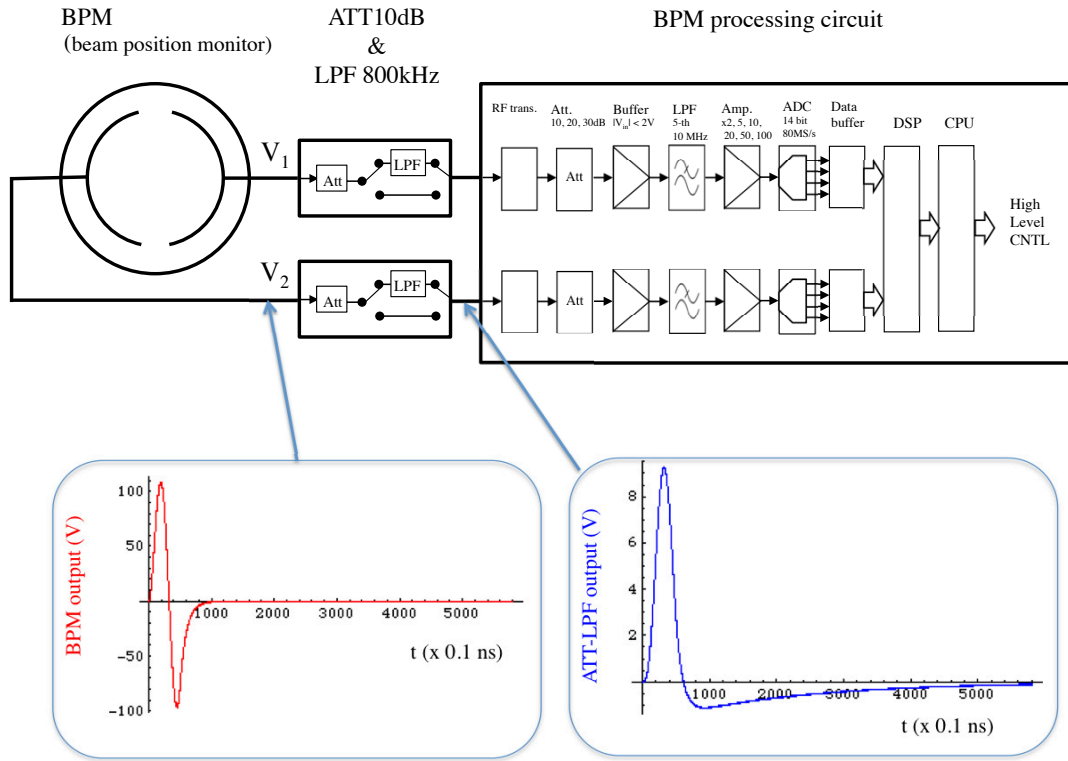 BPM
(beam position monitor)
ATT10dB
&
LPF 800kHz
BPM processing circuit
RF trans.
Att.
10, 20, 30dB
Buffer
|Vin| < 2V
LPF
5-th
10 MHz
Amp.
x2, 5, 10,
20, 50, 100
ADC
14 bit
80MS/s
Data
buffer
DSP
CPU
V1
Att
LPF
Att
High
Level
CNTL
V2
Att
LPF
Att
BPM output (V)
100
50
-50
-100
1000 2000 3000 4000 5000
t (x 0.1 ns)
ATT-LPF output (V)
8
6
4
2
1000 2000 3000 4000 5000
t (x 0.1 ns)